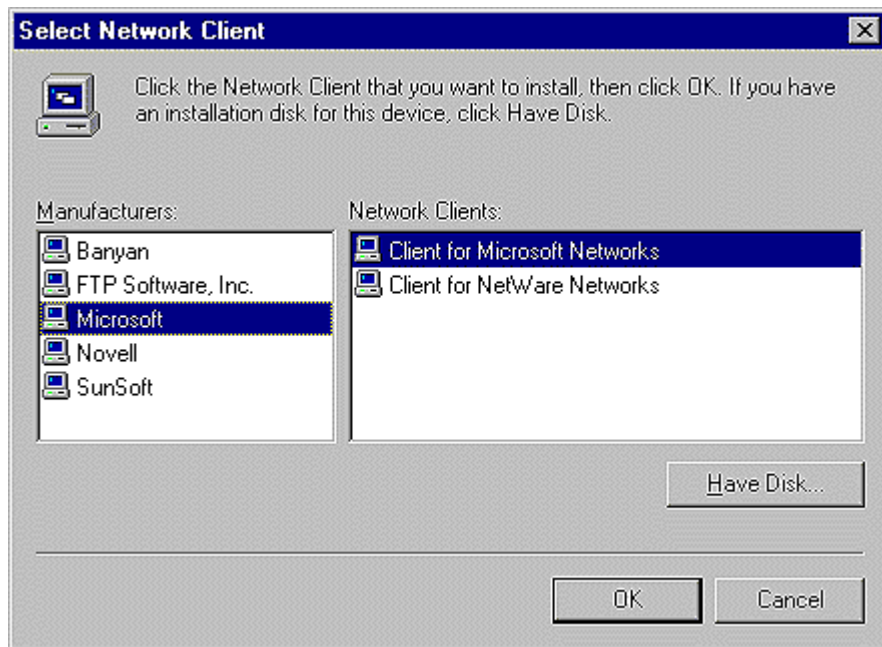 Select Network Client
Click the Network Client that you want to install, then click OK. If you have
an installation disk for this device, click Have Disk.
Manufacturers:
Banyan
FTP Software, Inc.
Microsoft
Novell
SunSoft
Network Clients:
Client for Microsoft Networks
Client for NetWare Networks
Have Disk...
OK
Cancel